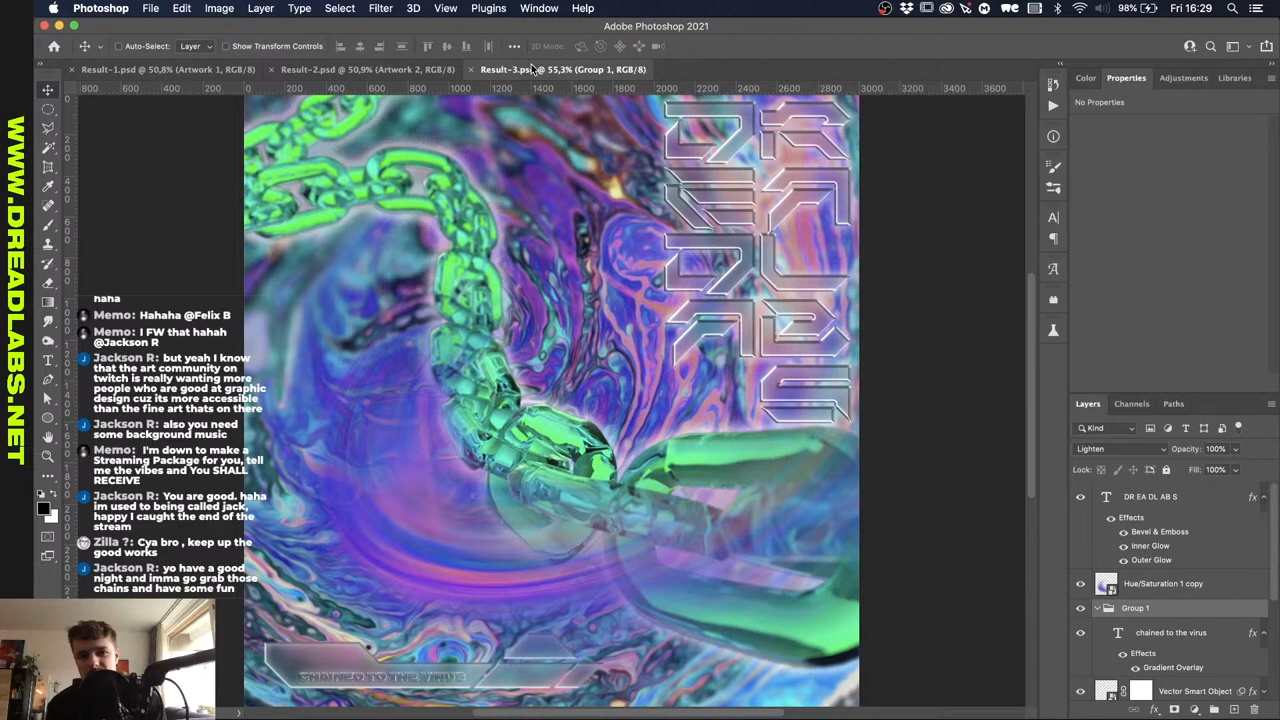 Photoshop File Edit Image Layer Type Select Filter 3D View Plugins Window Help
98% Fri 16:29
Adobe Photoshop 2021
Auto-Select: Layer Show Transform Controls 3D Mode:
Result-1.psd @ 50,8% (Artwork 1, RGB/8)
Result-2.psd @ 50,9% (Artwork 2, RGB/8)
Result-3.psd @ 55,3% (Group 1, RGB/8)
800 600 400 200 0 200 400 600 800 1000 1200 1400 1600 1800 2000 2200 2400 2600 2800 3000 3200 3400 3600
WWW.DREADLABS.NET
haha
Memo: Hahaha @Felix B
Memo: I FW that hahah
@Jackson R
Jackson R: but yeah I know
that the art community on
twitch is really wanting more
people who are good at graphic
design cuz its more accessible
than the fine art thats on there
Jackson R: also you need
some background music
Memo: I'm down to make a
Streaming Package for you, tell
me the vibes and You SHALL
RECEIVE
Jackson R: You are good. haha
im used to being called jack,
happy I caught the end of the
stream
Zilla ?: Cya bro , keep up the
good works
Jackson R: yo have a good
night and imma go grab those
chains and have some fun
DR
EA
DL
AB
S
CHAINED TO THE VIRUS
Color Properties Adjustments Libraries
No Properties
Layers Channels Paths
Kind
Lighten Opacity: 100%
Lock: Fill: 100%
DR EA DL AB S fx
Effects
Bevel & Emboss
Inner Glow
Outer Glow
Hue/Saturation 1 copy
Group 1
chained to the virus fx
Effects
Gradient Overlay
Vector Smart Object fx